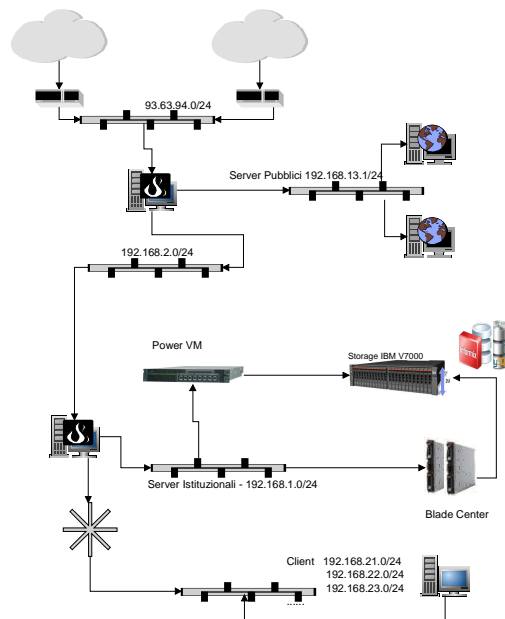 93.63.94.0/24
Server Pubblici 192.168.13.1/24
192.168.2.0/24
Power VM
Storage IBM V7000
Server Istituzionali - 192.168.1.0/24
Blade Center
Client 192.168.21.0/24
192.168.22.0/24
192.168.23.0/24
......